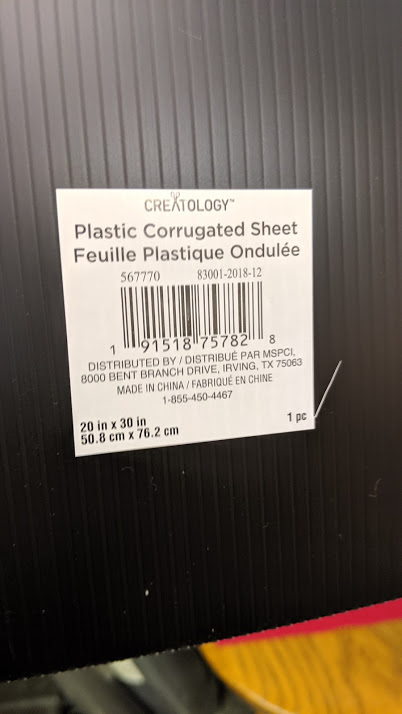 CREATOLOGY™
Plastic Corrugated Sheet
Feuille Plastique Ondulée
567770 83001-2018-12
1 91518 75782 8
DISTRIBUTED BY / DISTRIBUÉ PAR MSPCI,
8000 BENT BRANCH DRIVE, IRVING, TX 75063
MADE IN CHINA / FABRIQUÉ EN CHINE
1-855-450-4467
20 in x 30 in
50.8 cm x 76.2 cm
1 pc